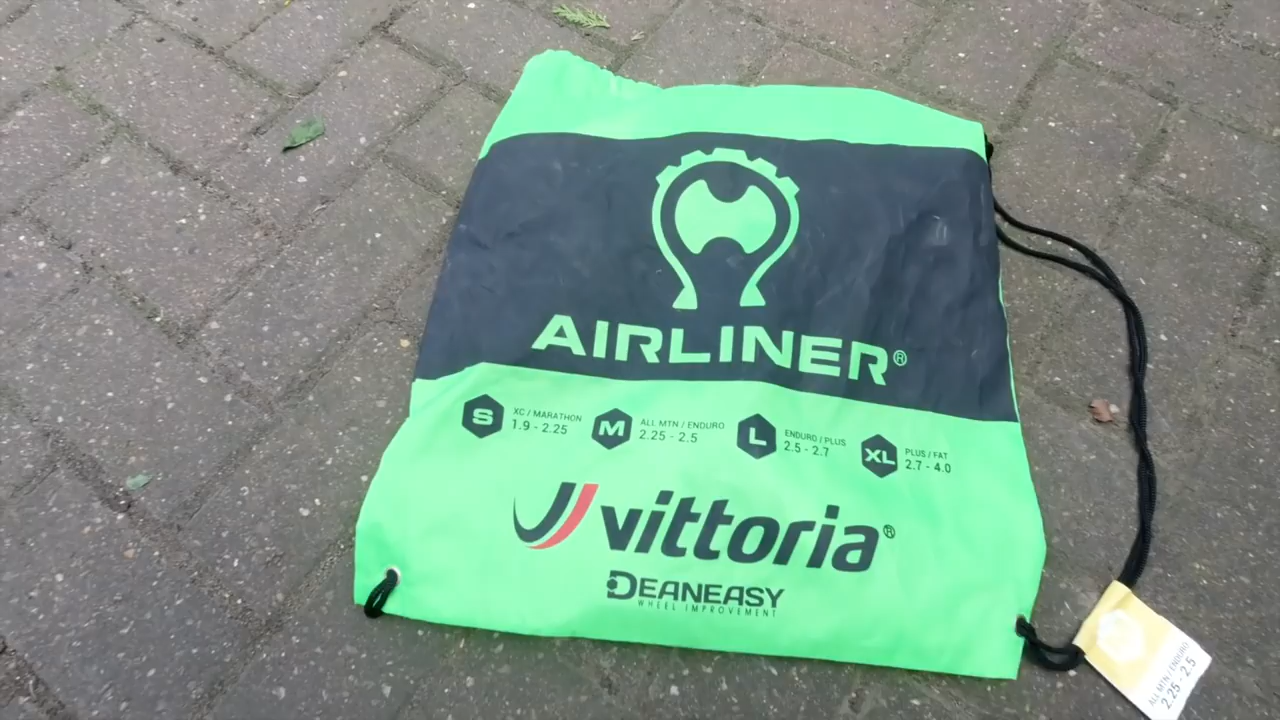 AIRLINER®
S XC / MARATHON
1.9 - 2.25
M ALL MTN / ENDURO
2.25 - 2.5
L ENDURO / PLUS
2.5 - 2.7
XL PLUS / FAT
2.7 - 4.0
vittoria®
DEANEASY
WHEEL IMPROVEMENT
ALL MTN / ENDURO
2.25 - 2.5